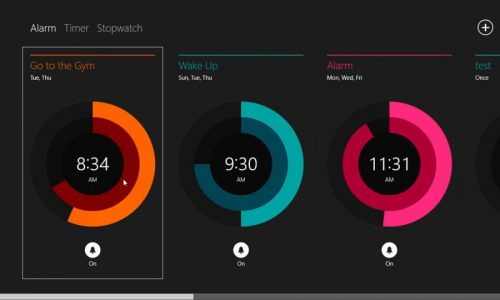 Alarm Timer Stopwatch
Go to the Gym
Tue, Thu
8:34
AM
On
Wake Up
Sun, Tue, Thu
9:30
AM
On
Alarm
Mon, Wed, Fri
11:31
AM
On
test
Once